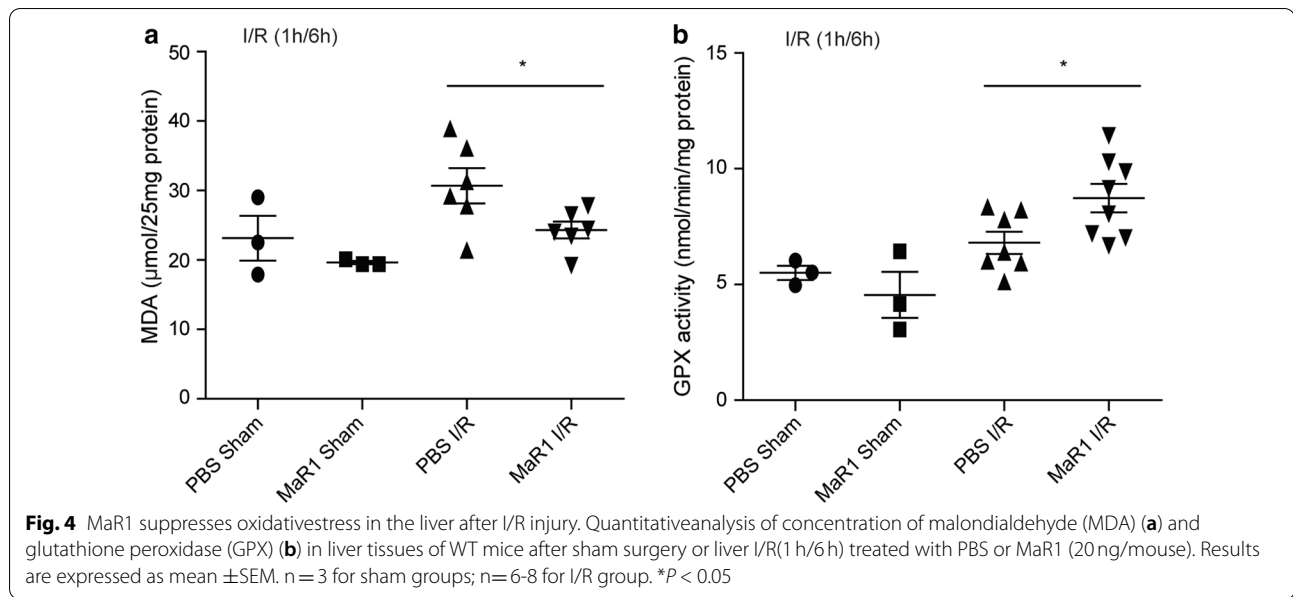 a
I/R (1h/6h)
*
MDA (µmol/25mg protein)
50
40
30
20
10
0
PBS Sham
MaR1 Sham
PBS I/R
MaR1 I/R
b
I/R (1h/6h)
*
GPX activity (nmol/min/mg protein)
15
10
5
0
PBS Sham
MaR1 Sham
PBS I/R
MaR1 I/R
Fig. 4 MaR1 suppresses oxidativestress in the liver after I/R injury. Quantitativeanalysis of concentration of malondialdehyde (MDA) (a) and
glutathione peroxidase (GPX) (b) in liver tissues of WT mice after sham surgery or liver I/R(1 h/6 h) treated with PBS or MaR1 (20 ng/mouse). Results
are expressed as mean ±SEM. n = 3 for sham groups; n= 6-8 for I/R group. *P < 0.05